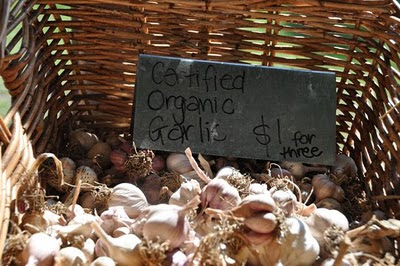 Certified
Organic
Garlic $1 for
three